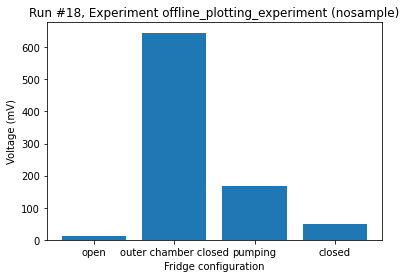 Run #18, Experiment offline_plotting_experiment (nosample)
Voltage (mV)
600
500
400
300
200
100
0
open outer chamber closed pumping closed
Fridge configuration